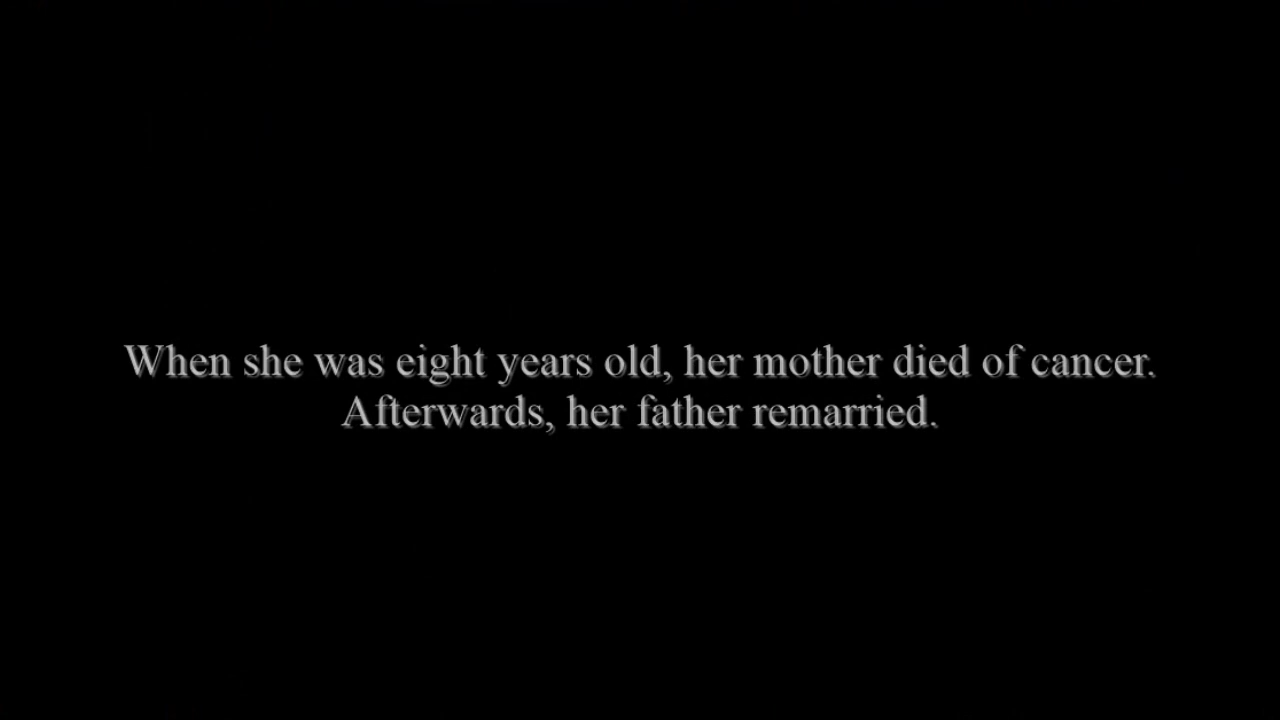 When she was eight years old, her mother died of cancer.
Afterwards, her father remarried.